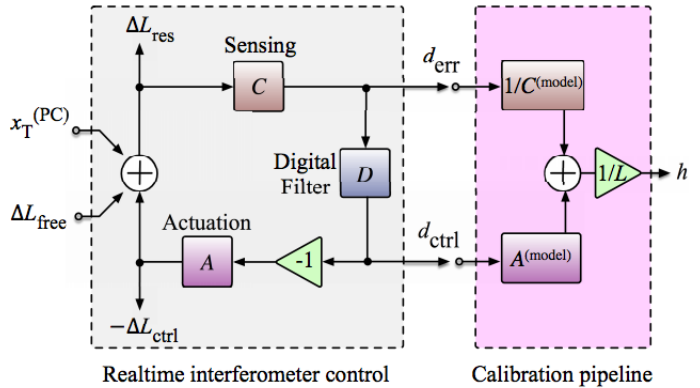 ΔL_res
Sensing
C
d_err
1/C^(model)
x_T^(PC)
Digital
Filter
D
1/L
h
ΔL_free
Actuation
A
-1
d_ctrl
A^(model)
−ΔL_ctrl
Realtime interferometer control
Calibration pipeline